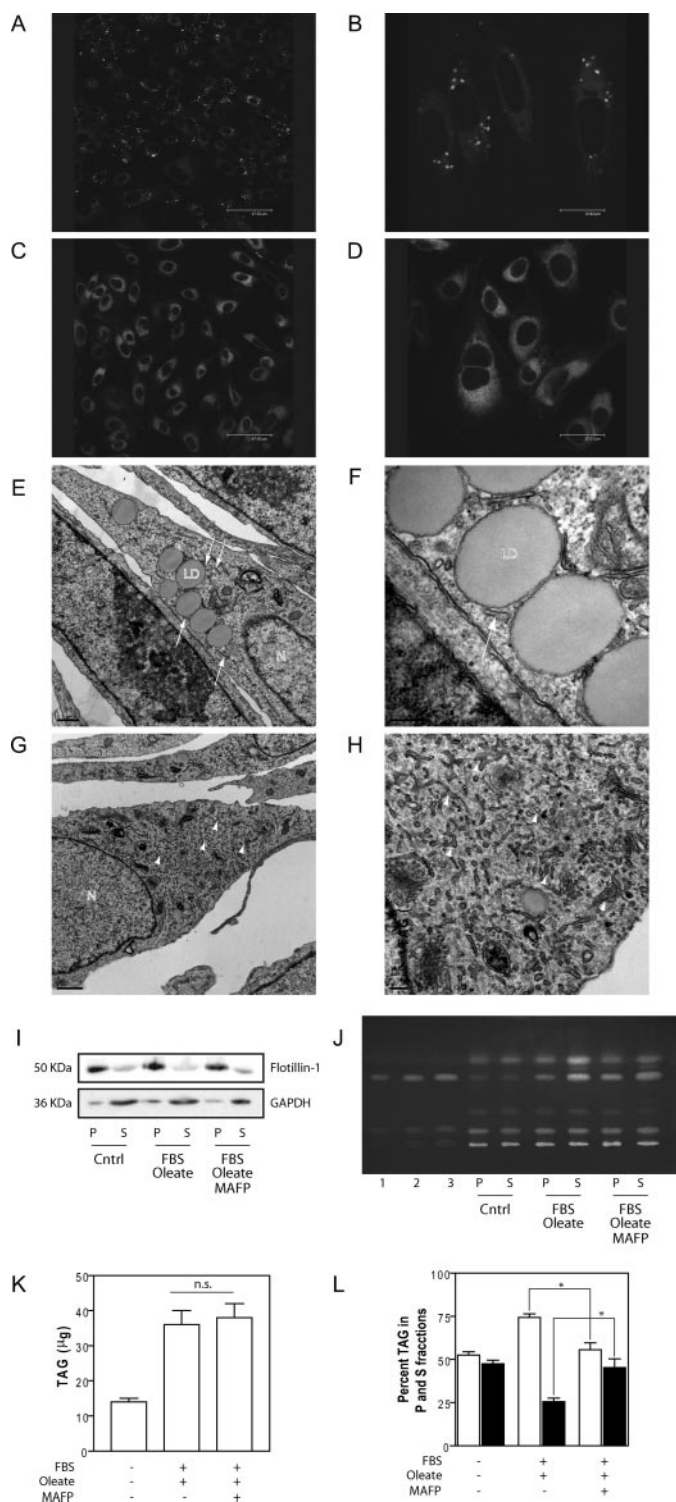 A
B
C
D
E
F
LD
LD
N
G
H
N
I
J
50 KDa
Flotillin-1
36 KDa
GAPDH
P S P S P S
Cntrl
FBS
Oleate
FBS
Oleate
MAFP
1 2 3
P S P S P S
Cntrl
FBS
Oleate
FBS
Oleate
MAFP
K
L
n.s.
TAG (µg)
50
40
30
20
10
0
FBS - + +
Oleate - + +
MAFP - - +
Percent TAG in
P and S fracctions
100
75
50
25
0
* *
FBS - + +
Oleate - + +
MAFP - - +